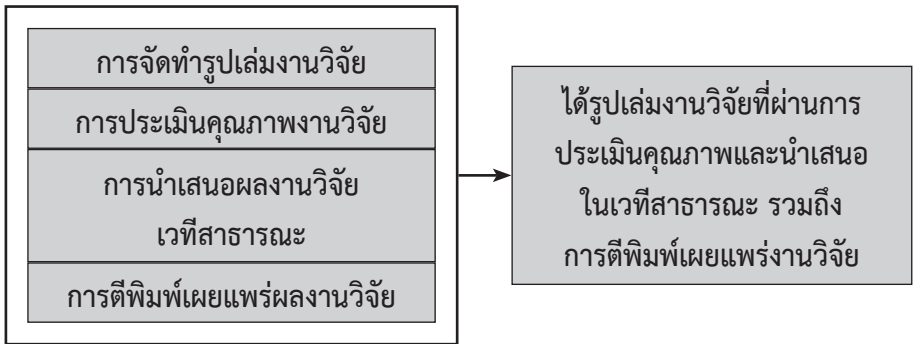 การจัดทำรูปเล่มงานวิจัย
การประเมินคุณภาพงานวิจัย
การนำเสนอผลงานวิจัย
เวทีสาธารณะ
การตีพิมพ์เผยแพร่ผลงานวิจัย
ได้รูปเล่มงานวิจัยที่ผ่านการ
ประเมินคุณภาพและนำเสนอ
ในเวทีสาธารณะ รวมถึง
การตีพิมพ์เผยแพร่งานวิจัย